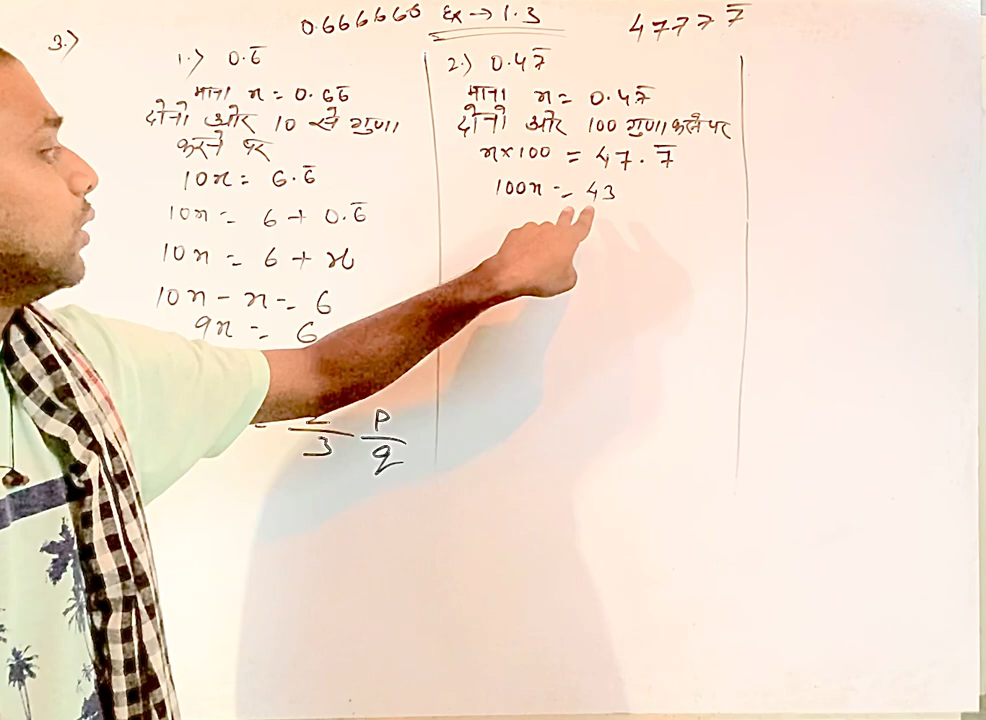 0.666666 Ex → 1.3
4777 7̅
3.)
1.) 0.6̅
माना x = 0.66̅
दोनो ओर 10 से गुणा
करने पर
10x = 6.6̅
10x = 6 + 0.6̅
10x = 6 + x
10x - x = 6
9x = 6
3
P/q
2.) 0.47̅
माना x = 0.47̅
दोनो ओर 100 गुणा करने पर
x×100 = 47.7̅
100x = 43